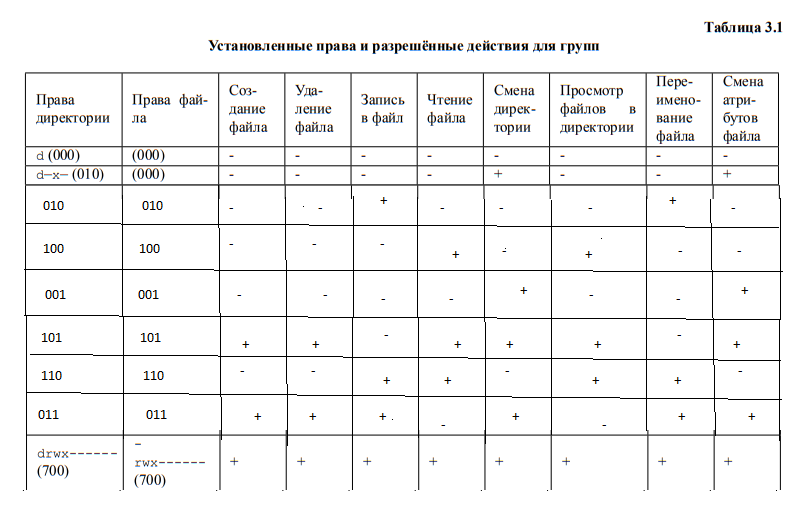 Таблица 3.1
Установленные права и разрешённые действия для групп
Права директории | Права фай-ла | Соз-дание файла | Уда-ление файла | Запись в файл | Чтение файла | Смена дирек-тории | Просмотр файлов в директории | Пере-имено-вание файла | Смена атри-бутов файла
d (000) | (000) | - | - | - | - | - | - | - | -
d-x- (010) | (000) | - | - | - | - | + | - | - | +
010 | 010 | - | - | + | - | - | - | + | -
100 | 100 | - | - | - | + | - | + | - | -
001 | 001 | - | - | - | - | + | - | - | +
101 | 101 | + | + | - | + | + | + | - | +
110 | 110 | - | - | + | + | - | + | + | -
011 | 011 | + | + | + | - | + | - | + | +
drwx------ (700) | -rwx------ (700) | + | + | + | + | + | + | + | +